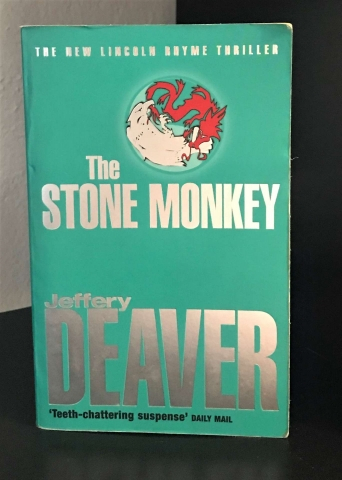 THE NEW LINCOLN RHYME THRILLER
The
STONE MONKEY
Jeffery
DEAVER
'Teeth-chattering suspense' DAILY MAIL